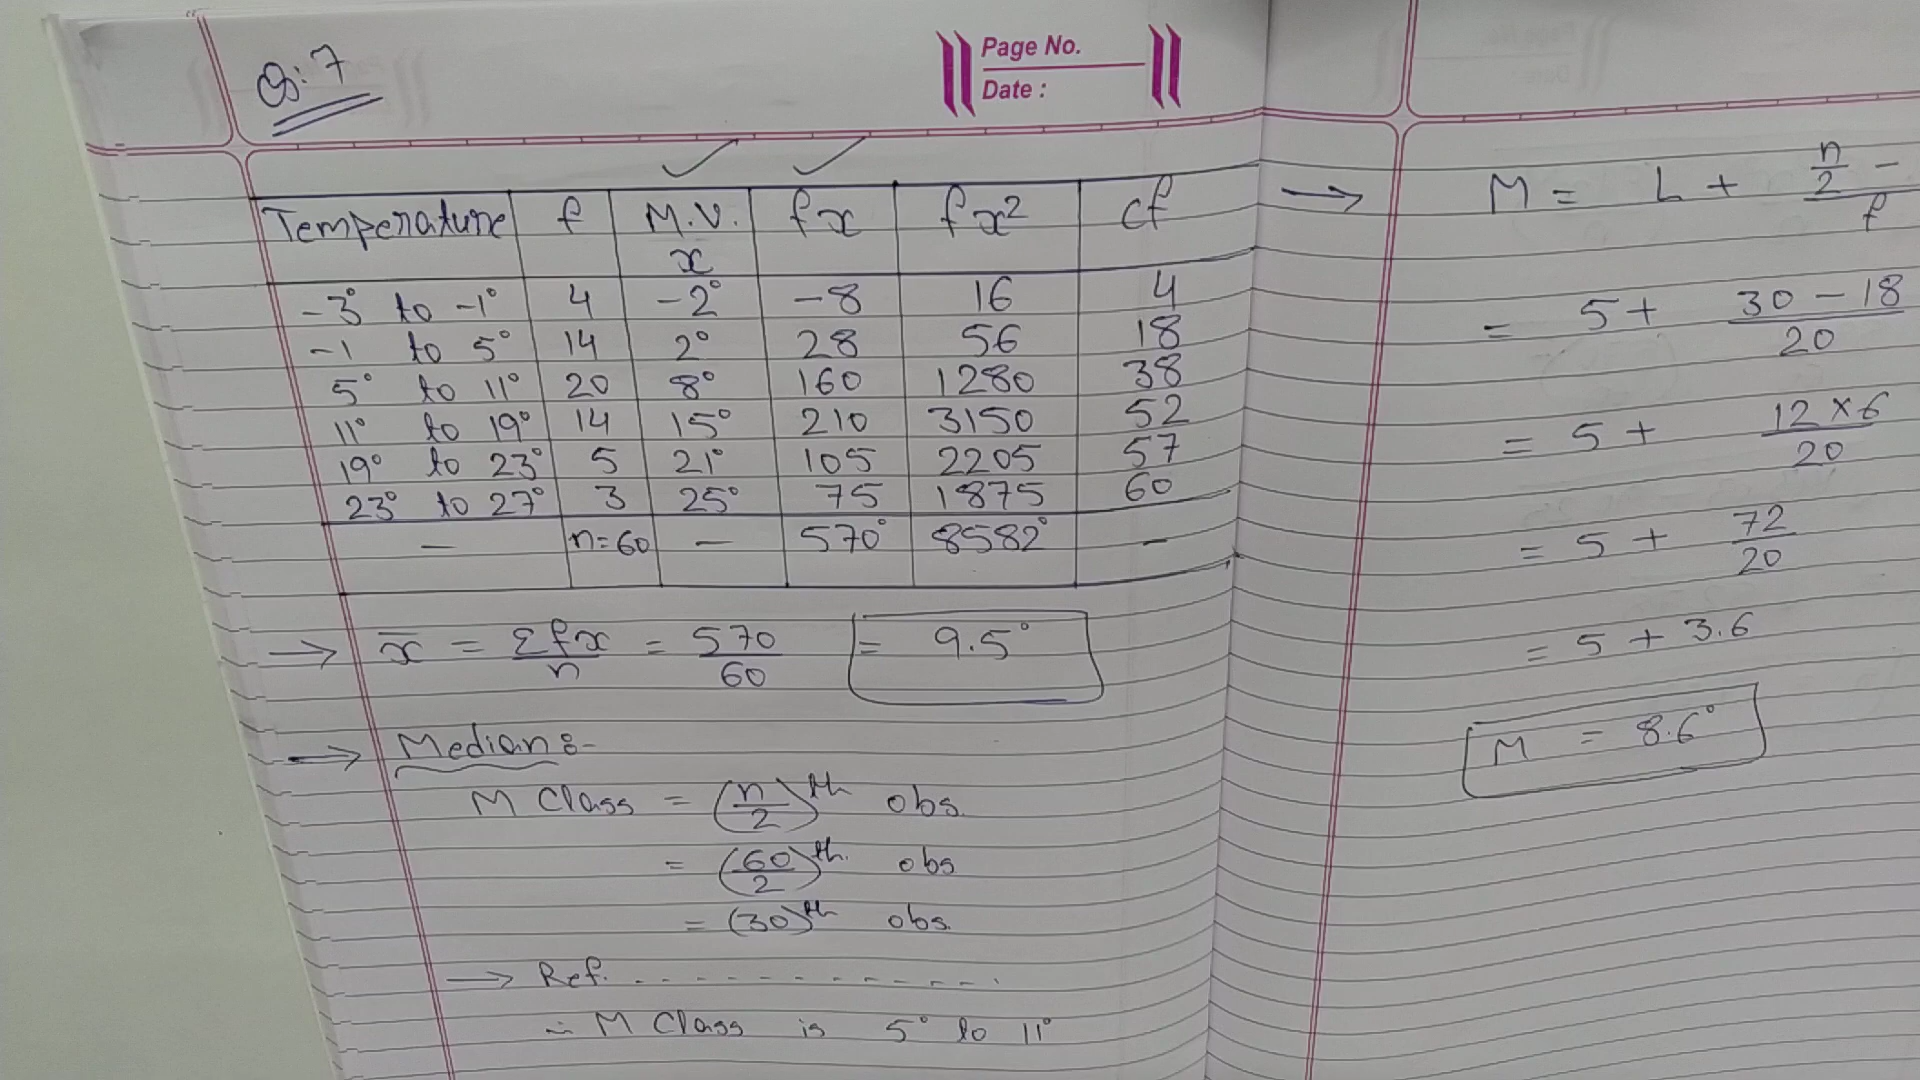 Q:7
Page No.
Date :
Temperature f M.V. x fx fx² cf
-3° to -1° 4 -2° -8 16 4
-1 to 5° 14 2° 28 56 18
5° to 11° 20 8° 160 1280 38
11° to 19° 14 15° 210 3150 52
19° to 23° 5 21° 105 2205 57
23° to 27° 3 25° 75 1875 60
— n=60 — 570° 8582° —
→ x̄ = Σfx/n = 570/60 = 9.5°
→ Median:-
M Class = (n/2)th obs.
= (60/2)th. obs
= (30)th obs.
→ Ref. - - - - - - - - - - - .
∴ M Class is 5° to 11°
→ M = L + n/2 - / f
= 5 + 30 - 18 / 20
= 5 + 12 × 6 / 20
= 5 + 72/20
= 5 + 3.6
M = 8.6°